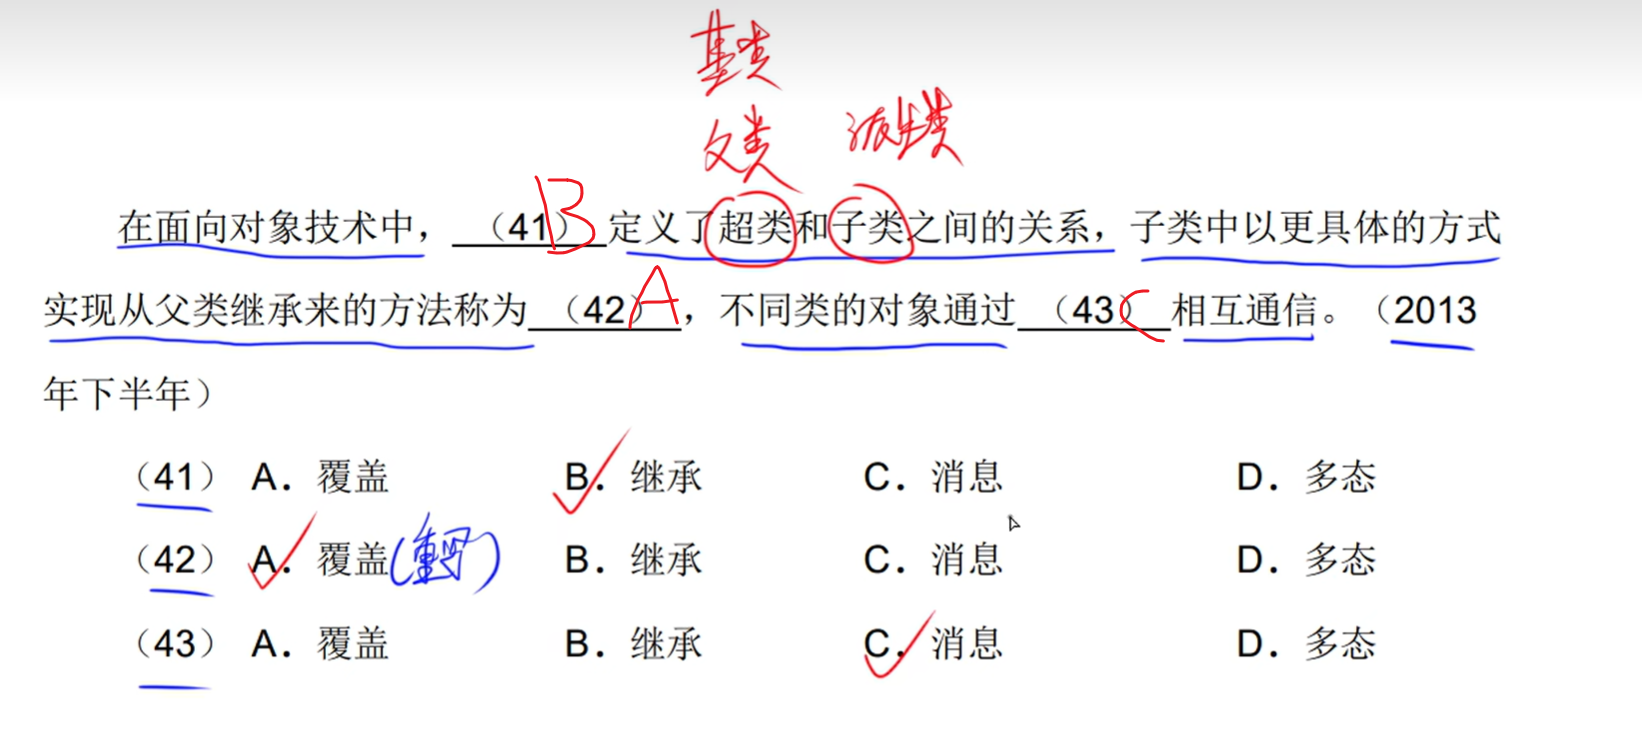 基类
父类 派生类
在面向对象技术中，（41）B 定义了超类和子类之间的关系，子类中以更具体的方式
实现从父类继承来的方法称为（42）A，不同类的对象通过（43）C 相互通信。（2013
年下半年）
（41） A．覆盖 B．继承 C．消息 D．多态
（42） A．覆盖(重写) B．继承 C．消息 D．多态
（43） A．覆盖 B．继承 C．消息 D．多态